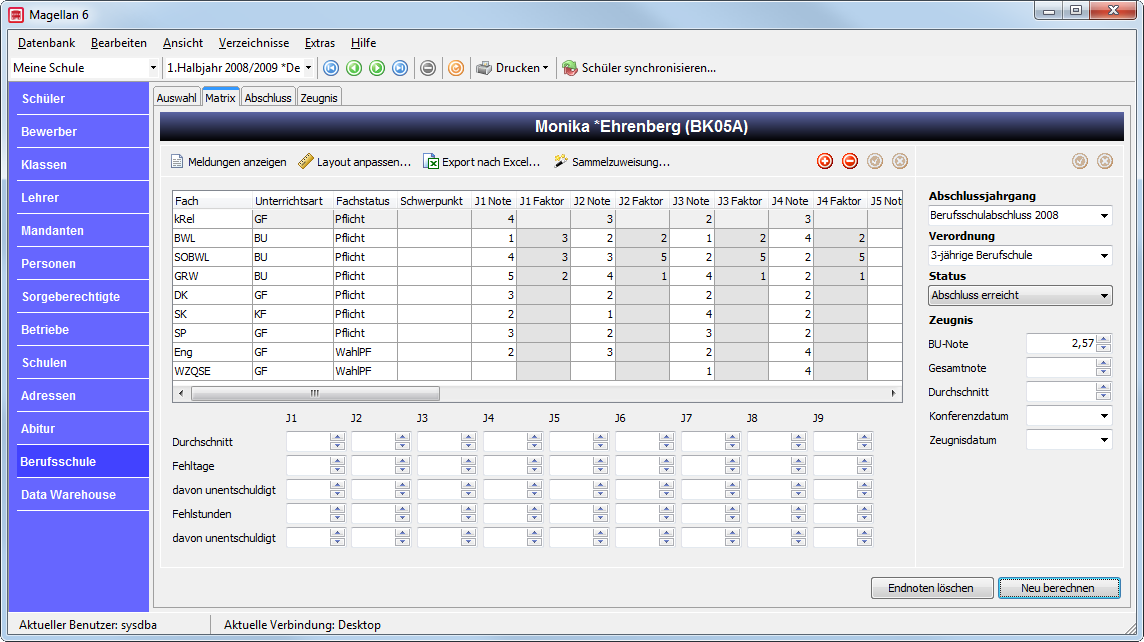 Magellan 6
Datenbank Bearbeiten Ansicht Verzeichnisse Extras Hilfe
Meine Schule 1.Halbjahr 2008/2009 *De Drucken Schüler synchronisieren...
Schüler
Bewerber
Klassen
Lehrer
Mandanten
Personen
Sorgeberechtigte
Betriebe
Schulen
Adressen
Abitur
Berufsschule
Data Warehouse
Auswahl Matrix Abschluss Zeugnis
Monika *Ehrenberg (BK05A)
Meldungen anzeigen Layout anpassen... Export nach Excel... Sammelzuweisung...
Fach Unterrichtsart Fachstatus Schwerpunkt J1 Note J1 Faktor J2 Note J2 Faktor J3 Note J3 Faktor J4 Note J4 Faktor J5 Not
kRel GF Pflicht 4 3 2 3
BWL BU Pflicht 1 3 2 2 1 2 4 2
SOBWL BU Pflicht 4 3 3 5 2 5 2 5
GRW BU Pflicht 5 2 4 1 4 1 2 1
DK GF Pflicht 3 2 2 2
SK KF Pflicht 2 1 4 2
SP GF Pflicht 3 2 3 2
Eng GF WahlPF 2 3 2 4
WZQSE GF WahlPF 1 4
J1 J2 J3 J4 J5 J6 J7 J8 J9
Durchschnitt
Fehltage
davon unentschuldigt
Fehlstunden
davon unentschuldigt
Abschlussjahrgang
Berufsschulabschluss 2008
Verordnung
3-jährige Berufschule
Status
Abschluss erreicht
Zeugnis
BU-Note 2,57
Gesamtnote
Durchschnitt
Konferenzdatum
Zeugnisdatum
Endnoten löschen Neu berechnen
Aktueller Benutzer: sysdba Aktuelle Verbindung: Desktop